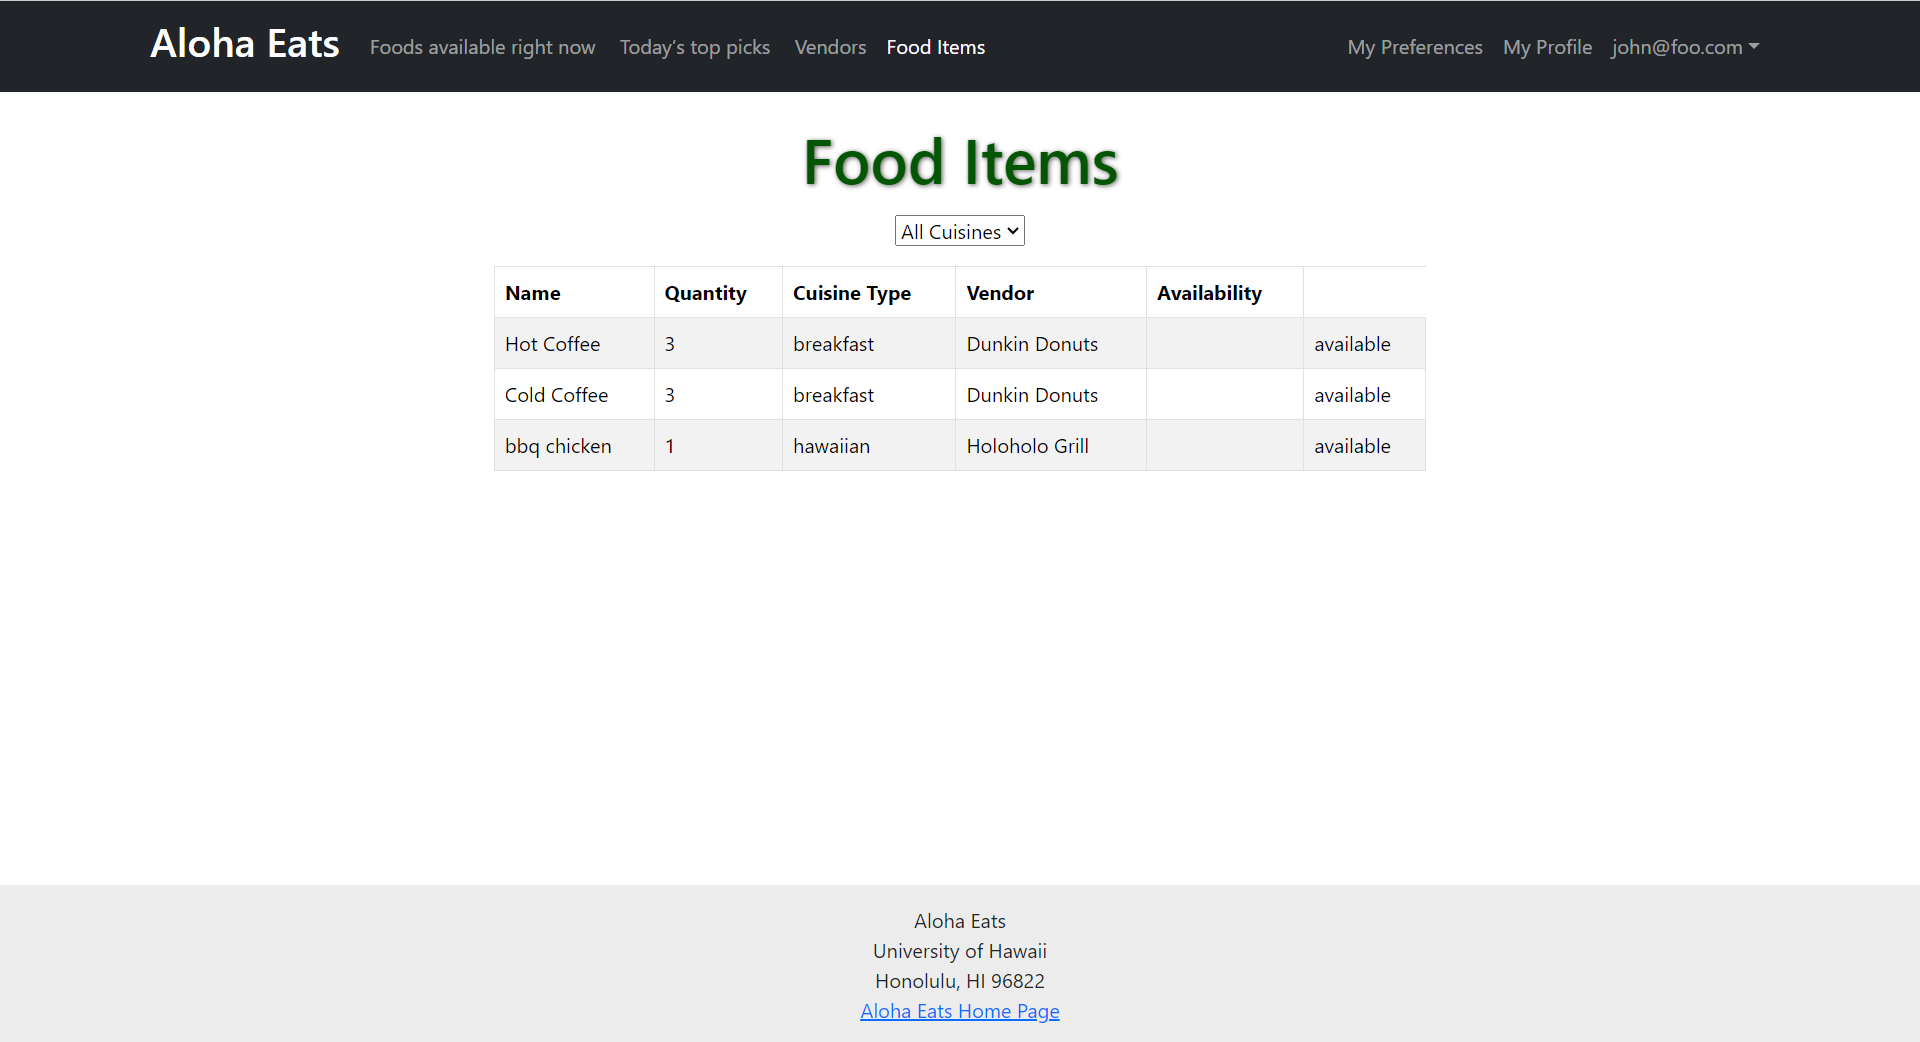 Aloha Eats Foods available right now Today's top picks Vendors Food Items My Preferences My Profile john@foo.com
Food Items
All Cuisines
Name Quantity Cuisine Type Vendor Availability
Hot Coffee 3 breakfast Dunkin Donuts available
Cold Coffee 3 breakfast Dunkin Donuts available
bbq chicken 1 hawaiian Holoholo Grill available
Aloha Eats
University of Hawaii
Honolulu, HI 96822
Aloha Eats Home Page